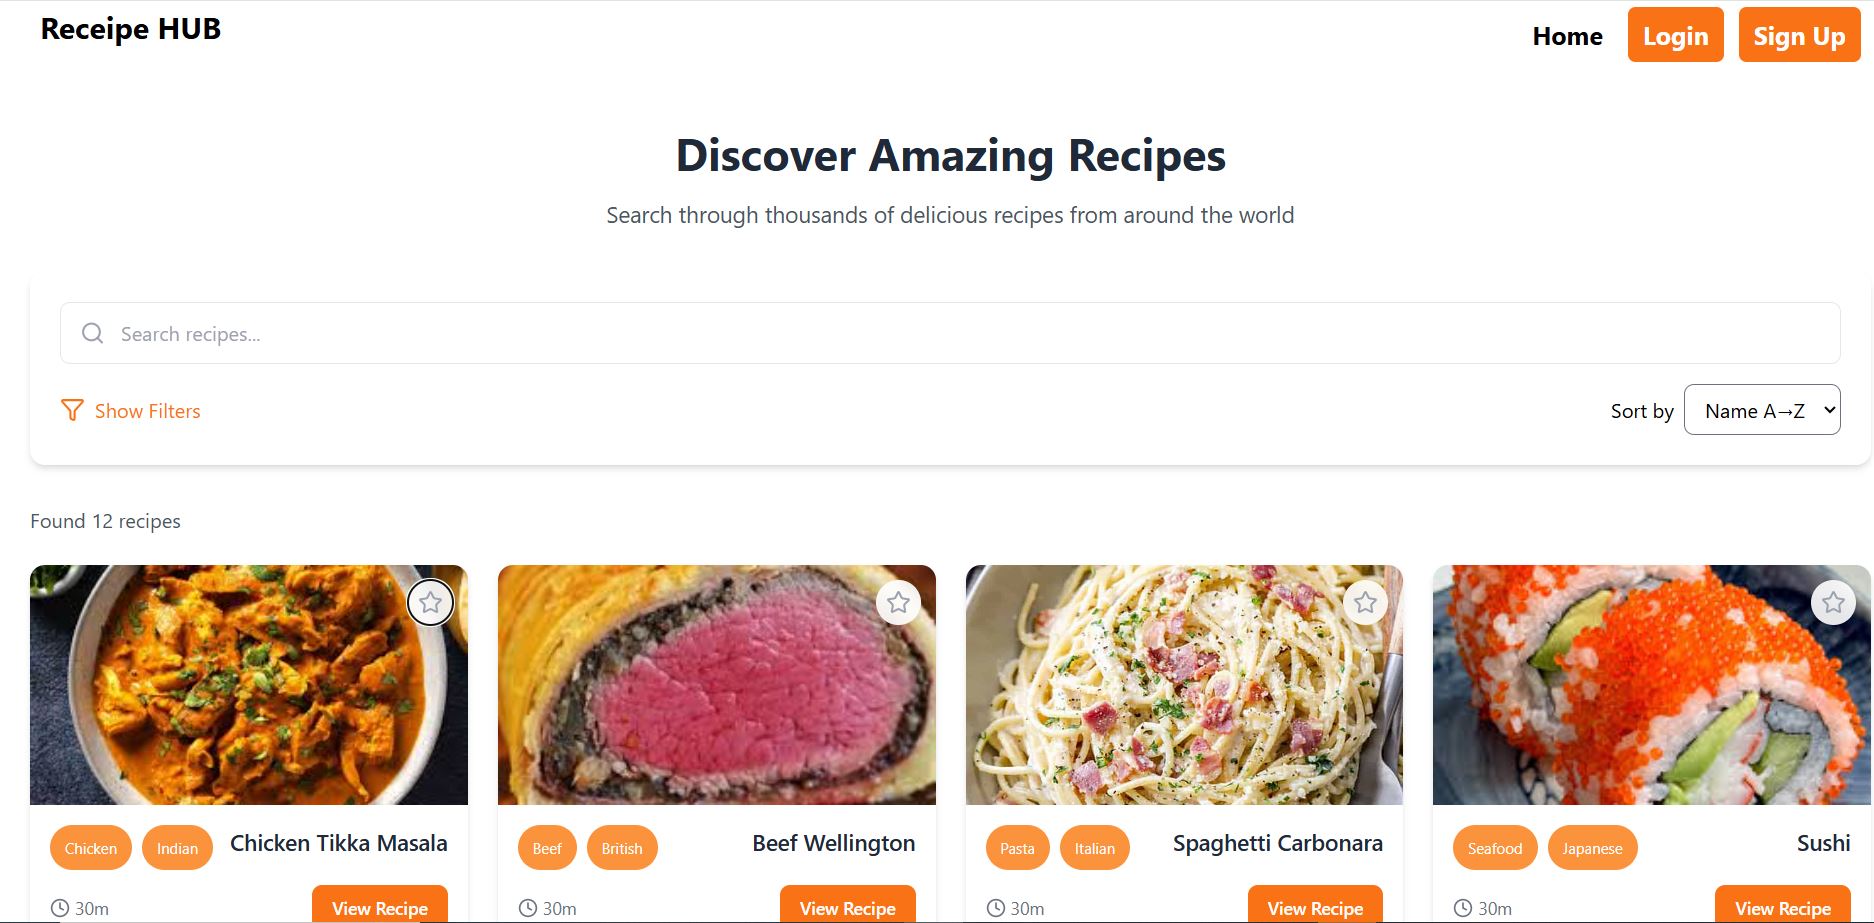 Receipe HUB
Home Login Sign Up
Discover Amazing Recipes
Search through thousands of delicious recipes from around the world
Search recipes...
Show Filters
Sort by Name A→Z
Found 12 recipes
Chicken Indian Chicken Tikka Masala
30m View Recipe
Beef British Beef Wellington
30m View Recipe
Pasta Italian Spaghetti Carbonara
30m View Recipe
Seafood Japanese Sushi
30m View Recipe